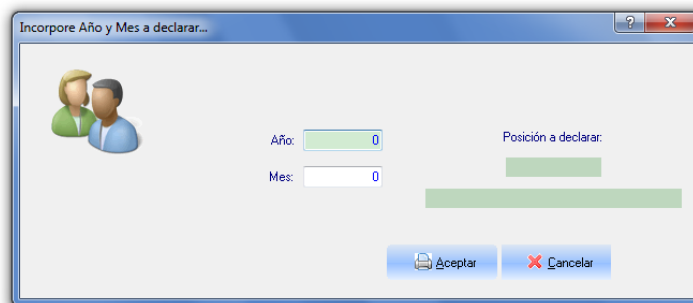 Incorpore Año y Mes a declarar...
?
Año: 0
Posición a declarar:
Mes: 0
Aceptar
Cancelar